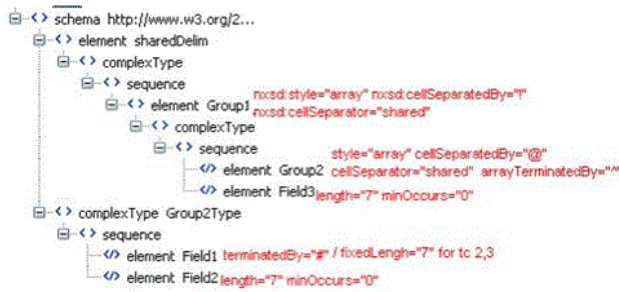 schema http://www.w3.org/2...
element sharedDelim
complexType
sequence
element Group1 nxsd:style="array" nxsd:cellSeparatedBy="!"
nxsd:cellSeparator="shared"
complexType
sequence style="array" cellSeparatedBy="@"
element Group2 cellSeparator="shared" arrayTerminatedBy="^"
element Field3 length="7" minOccurs="0"
complexType Group2Type
sequence
element Field1 terminatedBy="#" / fixedLengh="7" for tc 2,3
element Field2 length="7" minOccurs="0"